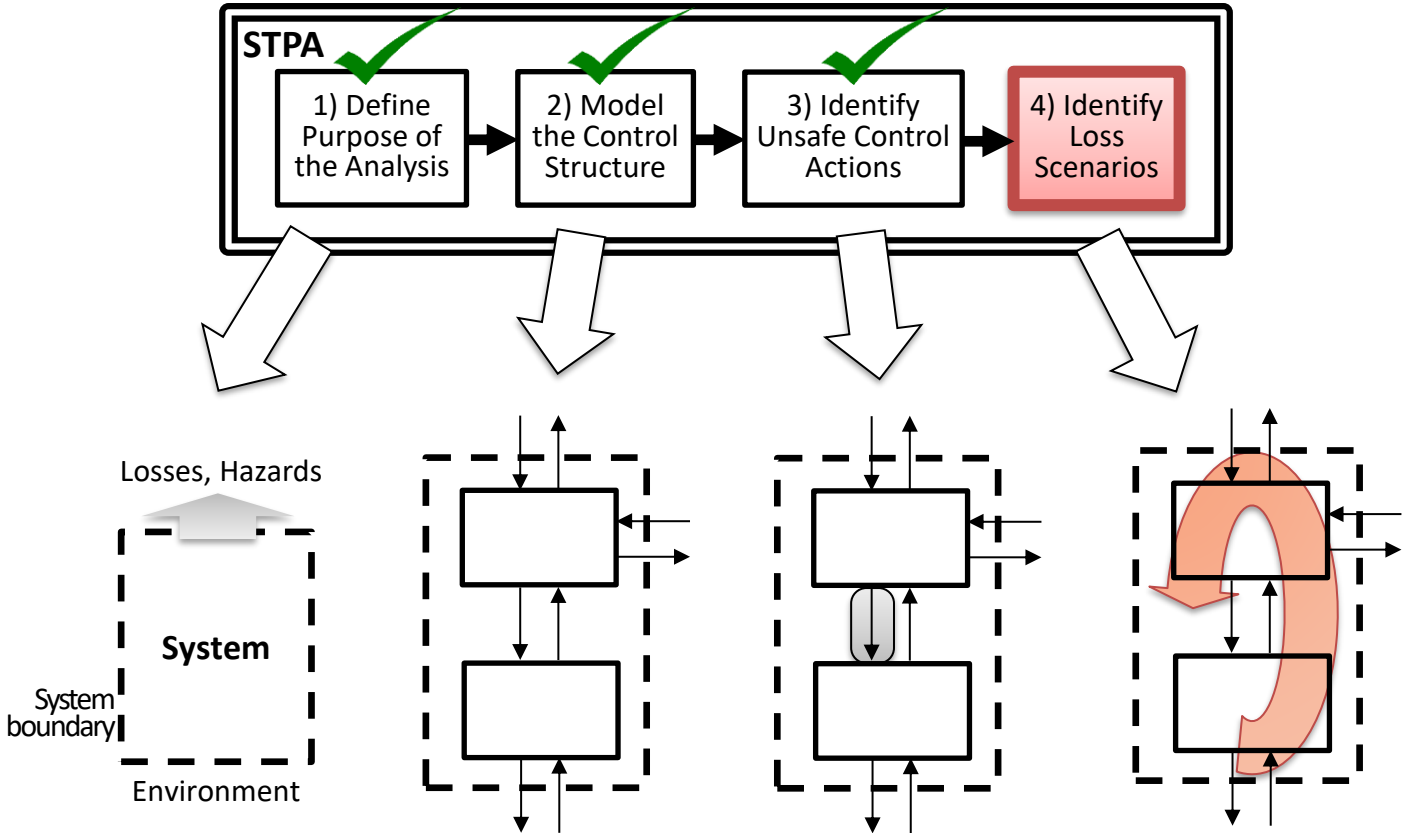 STPA
1) Define
Purpose of
the Analysis
2) Model
the Control
Structure
3) Identify
Unsafe Control
Actions
4) Identify
Loss
Scenarios
Losses, Hazards
System
System
boundary
Environment